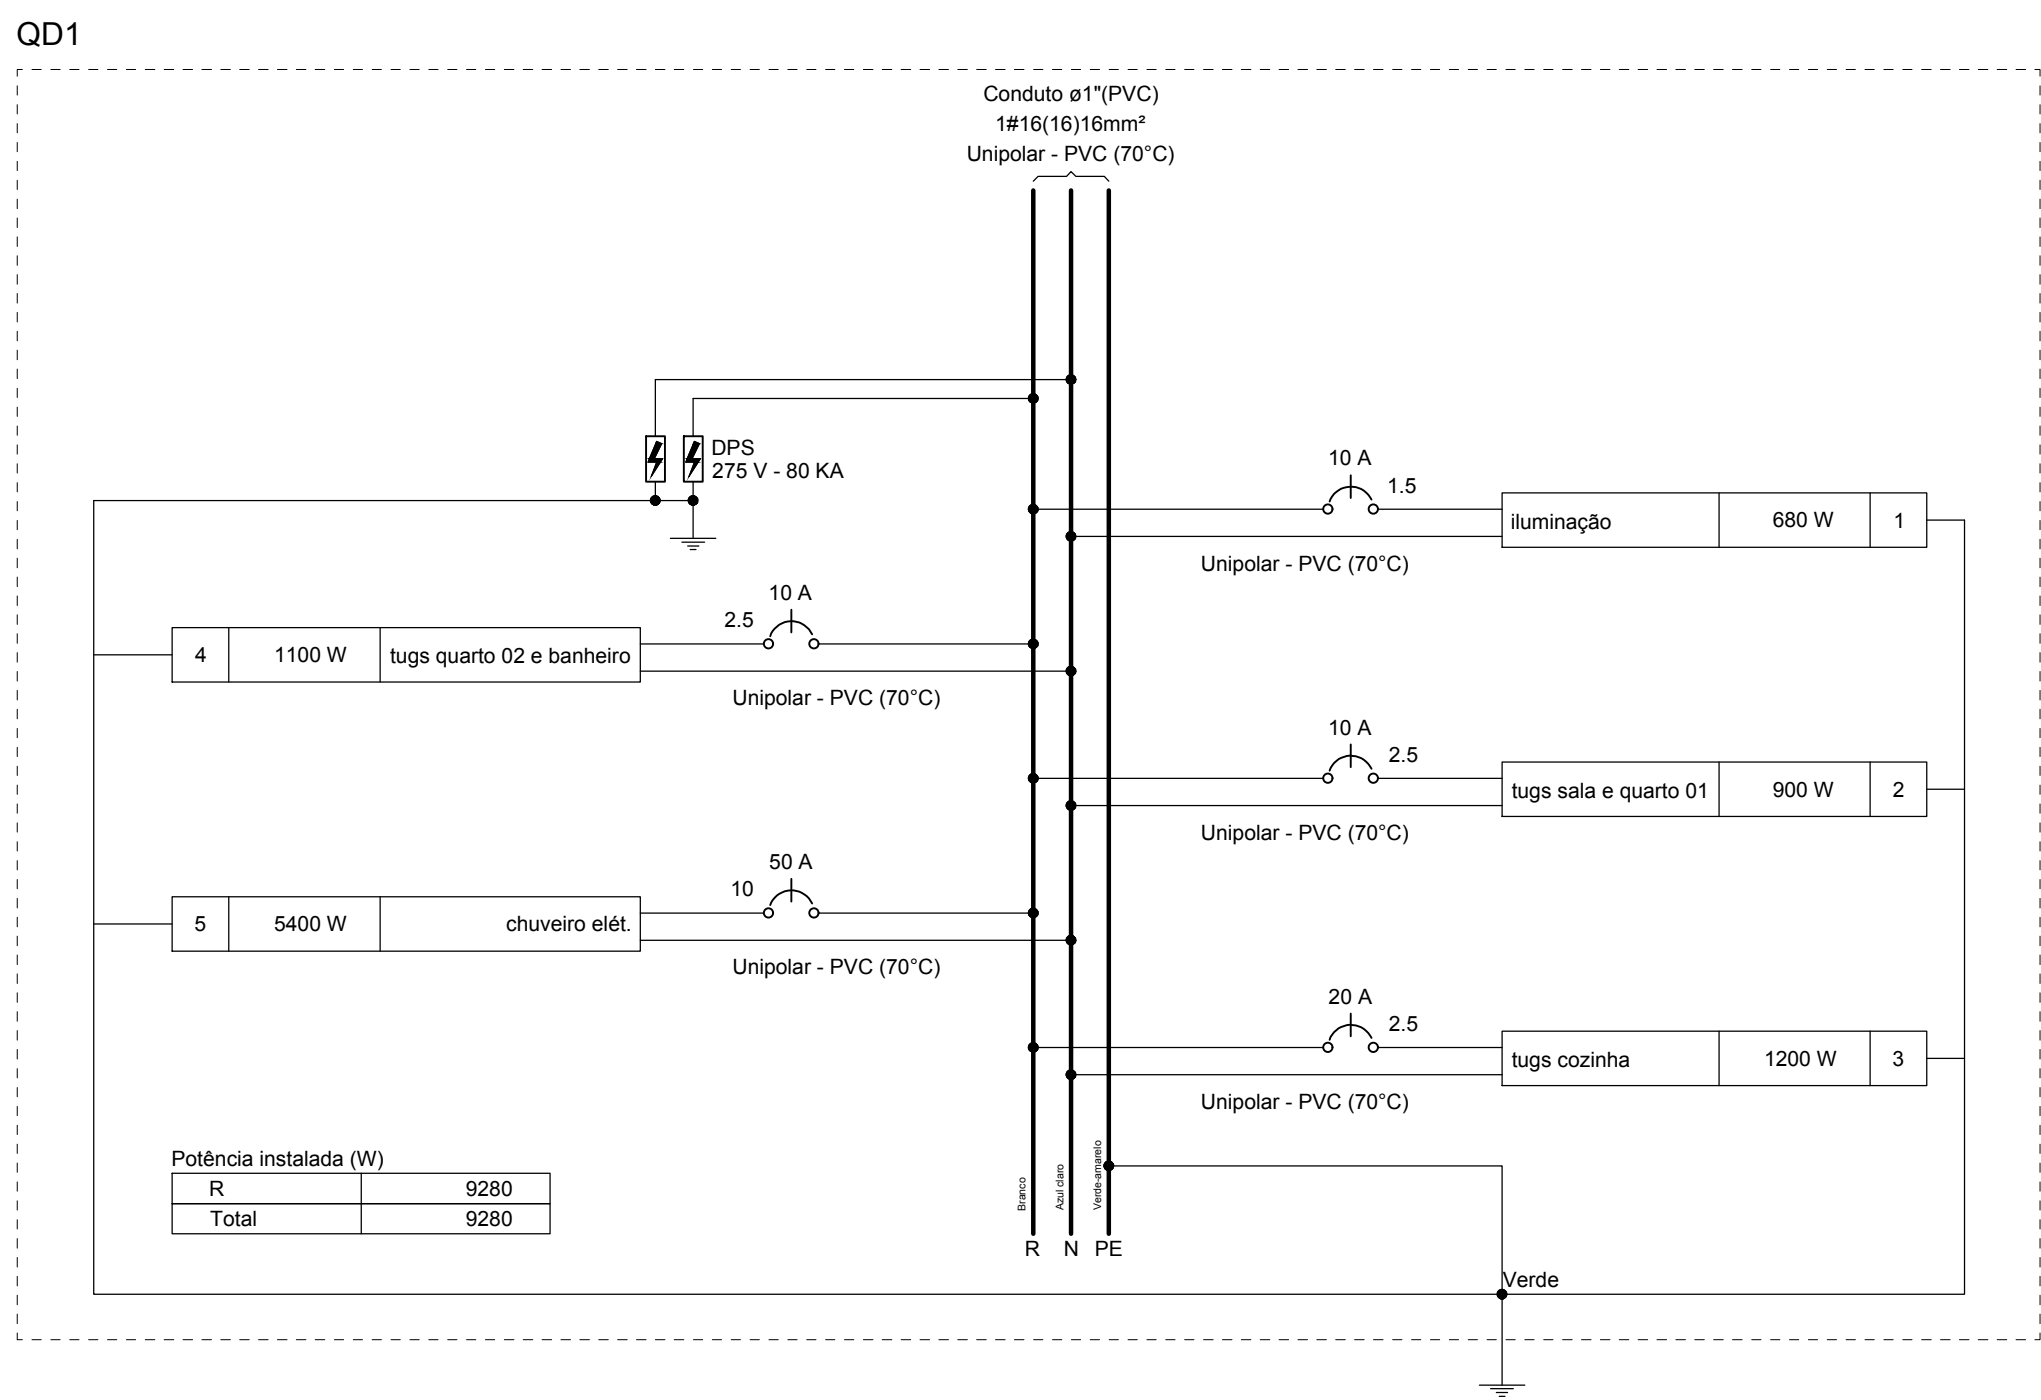 QD1
Conduto ø1"(PVC)
1#16(16)16mm²
Unipolar - PVC (70°C)
DPS
275 V - 80 KA
10 A
1.5
iluminação 680 W 1
Unipolar - PVC (70°C)
10 A
2.5
4 1100 W tugs quarto 02 e banheiro
Unipolar - PVC (70°C)
10 A
2.5
tugs sala e quarto 01 900 W 2
Unipolar - PVC (70°C)
50 A
10
5 5400 W chuveiro elét.
Unipolar - PVC (70°C)
20 A
2.5
tugs cozinha 1200 W 3
Unipolar - PVC (70°C)
Potência instalada (W)
R 9280
Total 9280
Branco
Azul claro
Verde-amarelo
R N PE
Verde